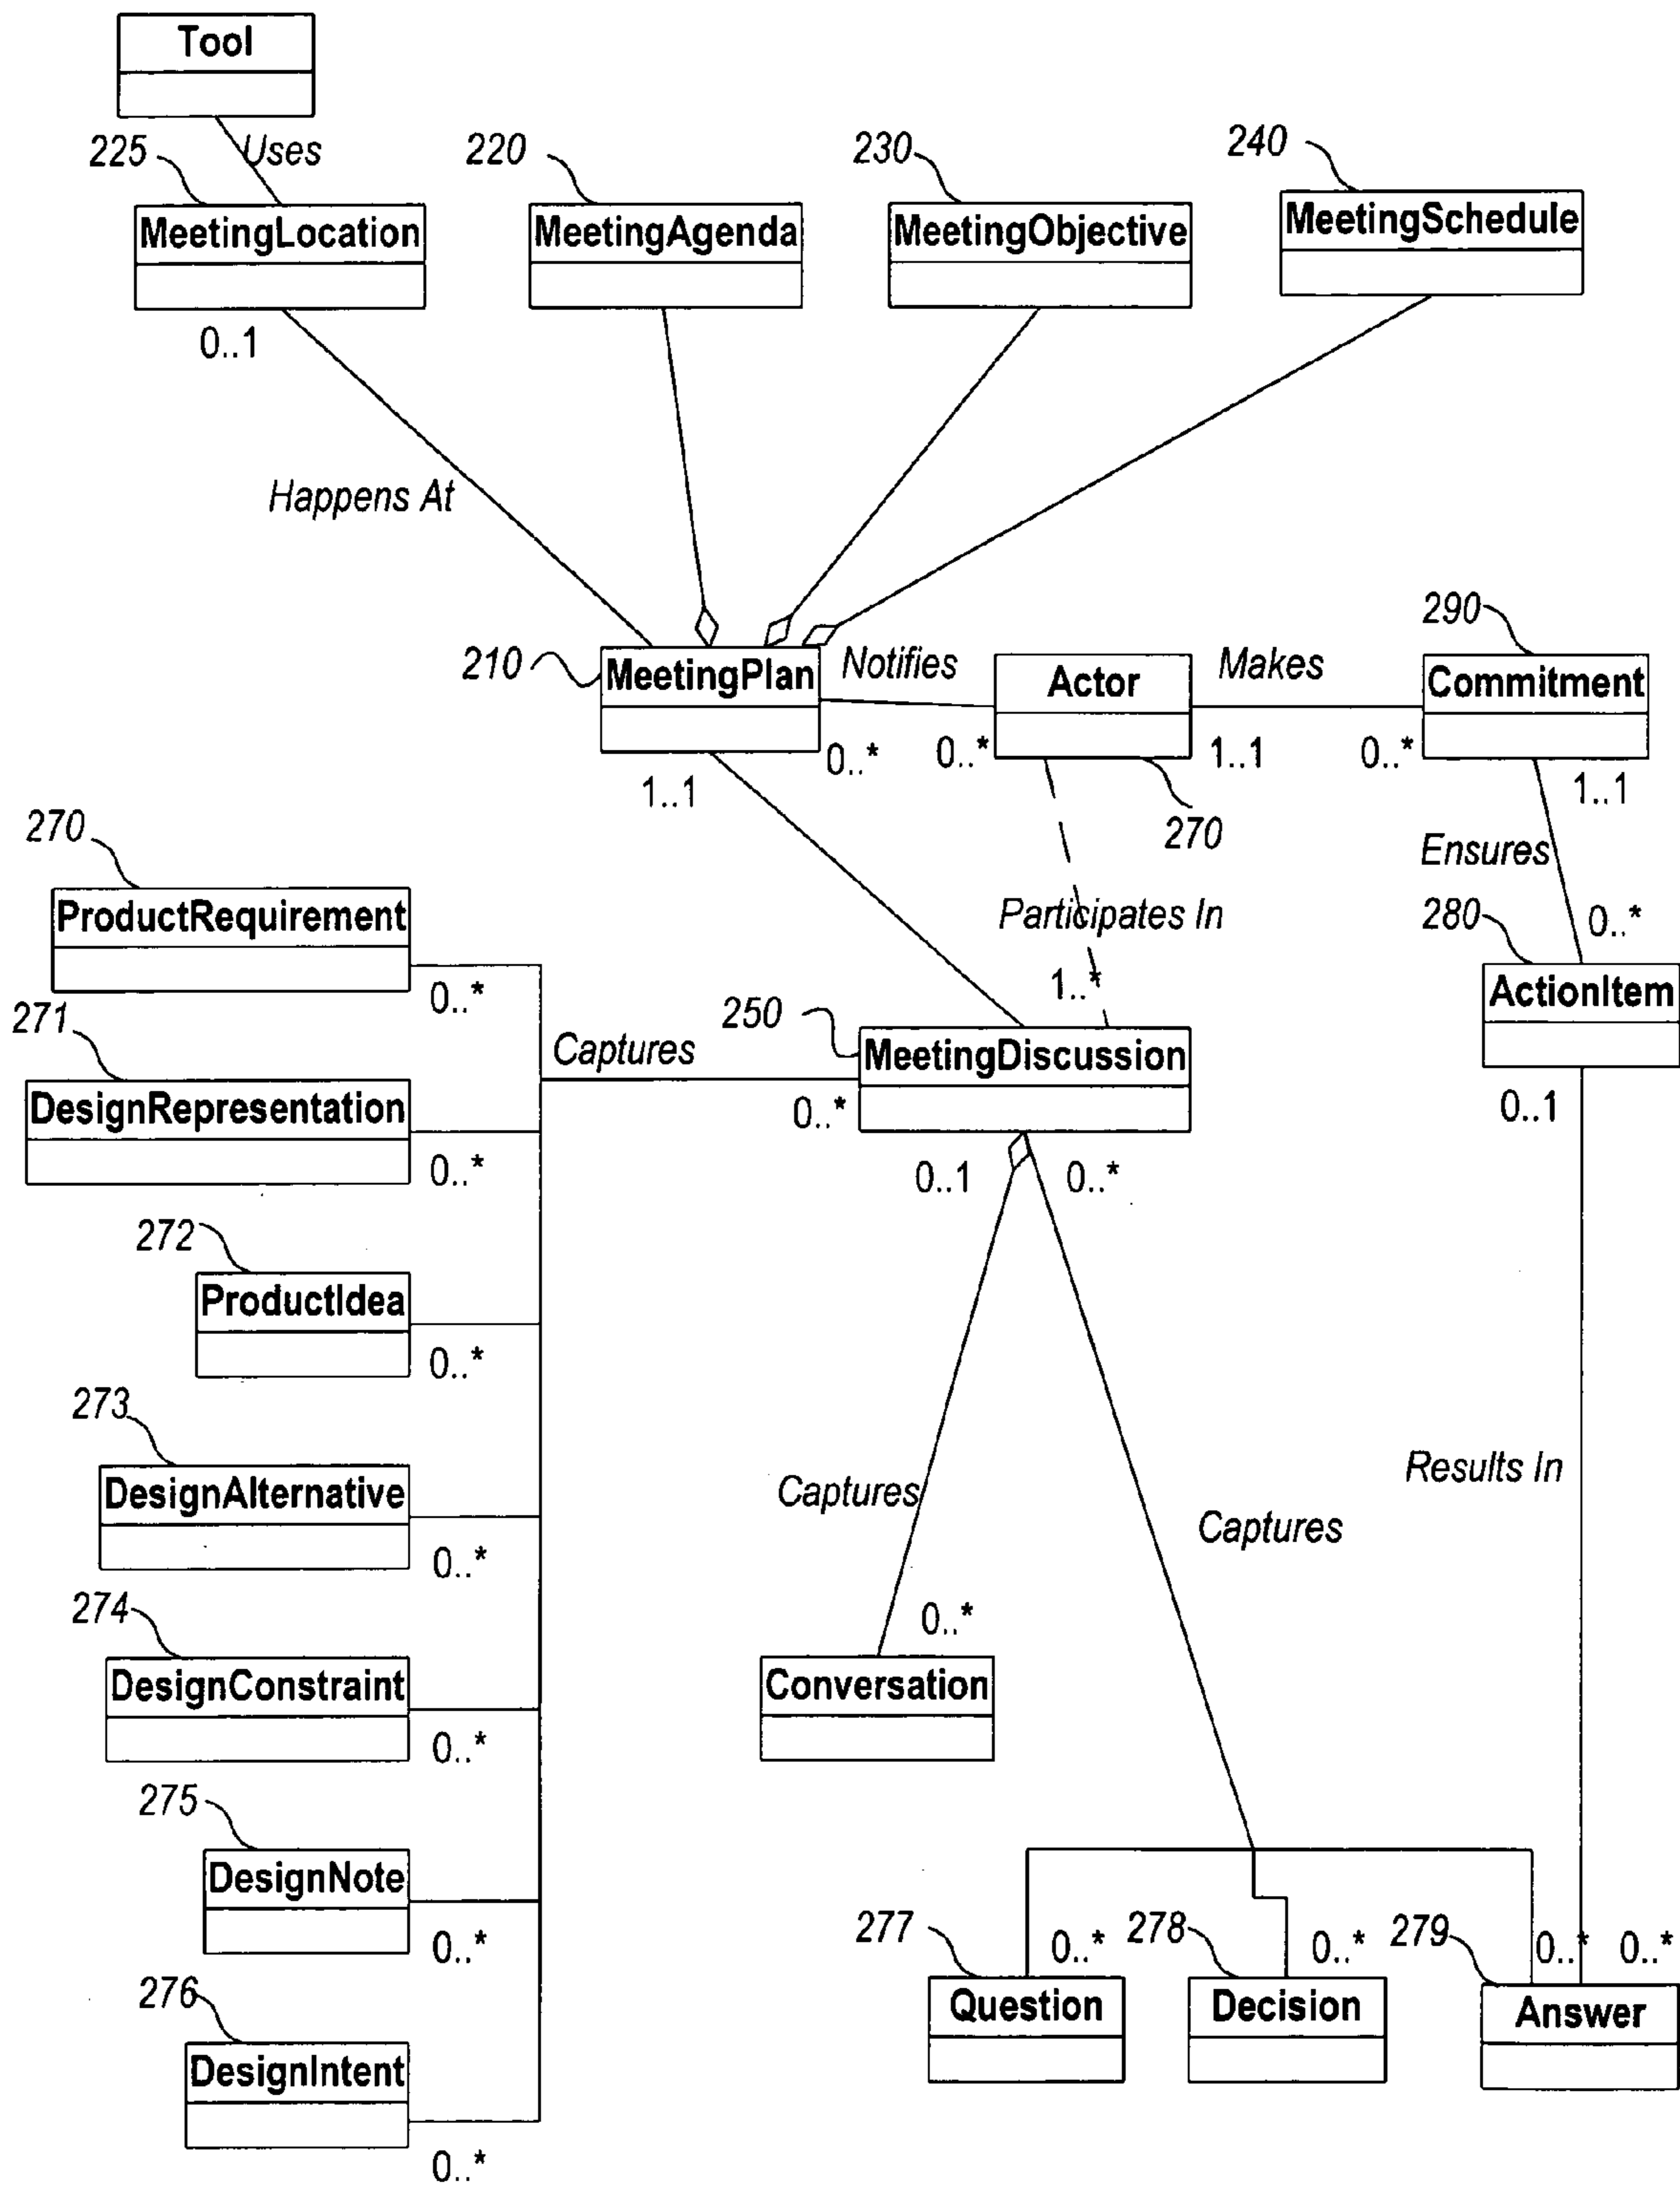 Tool
225
Uses
220
230
240
MeetingLocation
MeetingAgenda
MeetingObjective
MeetingSchedule
0..1
Happens At
290
210
MeetingPlan
Notifies
Actor
Makes
Commitment
0..*
0..*
1..1
0..*
1..1
1..1
270
270
Ensures
ProductRequirement
Participates In
280
0..*
0..*
1..*
ActionItem
271
250
Captures
MeetingDiscussion
DesignRepresentation
0..*
0..1
0..*
0..1
0..*
272
ProductIdea
0..*
273
DesignAlternative
Captures
Results In
Captures
0..*
274
0..*
DesignConstraint
Conversation
0..*
275
DesignNote
277
0..*
278
0..*
279
0..*
0..*
0..*
276
Question
Decision
Answer
DesignIntent
0..*